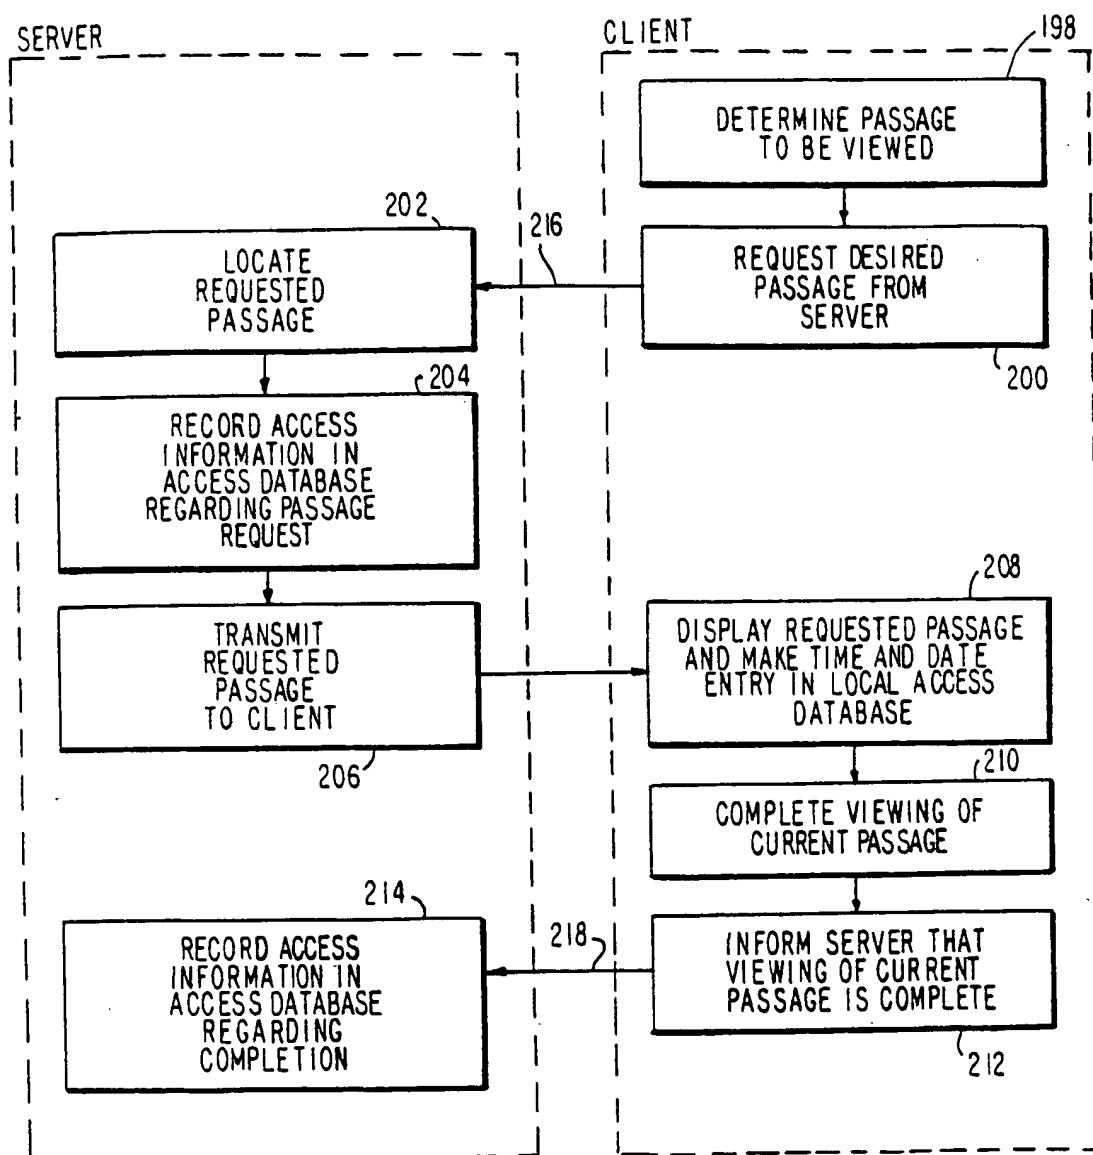 SERVER
CLIENT
198
DETERMINE PASSAGE
TO BE VIEWED
202
216
LOCATE
REQUESTED
PASSAGE
REQUEST DESIRED
PASSAGE FROM
SERVER
200
204
RECORD ACCESS
INFORMATION IN
ACCESS DATABASE
REGARDING PASSAGE
REQUEST
208
TRANSMIT
REQUESTED
PASSAGE
TO CLIENT
206
DISPLAY REQUESTED PASSAGE
AND MAKE TIME AND DATE
ENTRY IN LOCAL ACCESS
DATABASE
210
COMPLETE VIEWING OF
CURRENT PASSAGE
214
218
RECORD ACCESS
INFORMATION IN
ACCESS DATABASE
REGARDING
COMPLETION
INFORM SERVER THAT
VIEWING OF CURRENT
PASSAGE IS COMPLETE
212